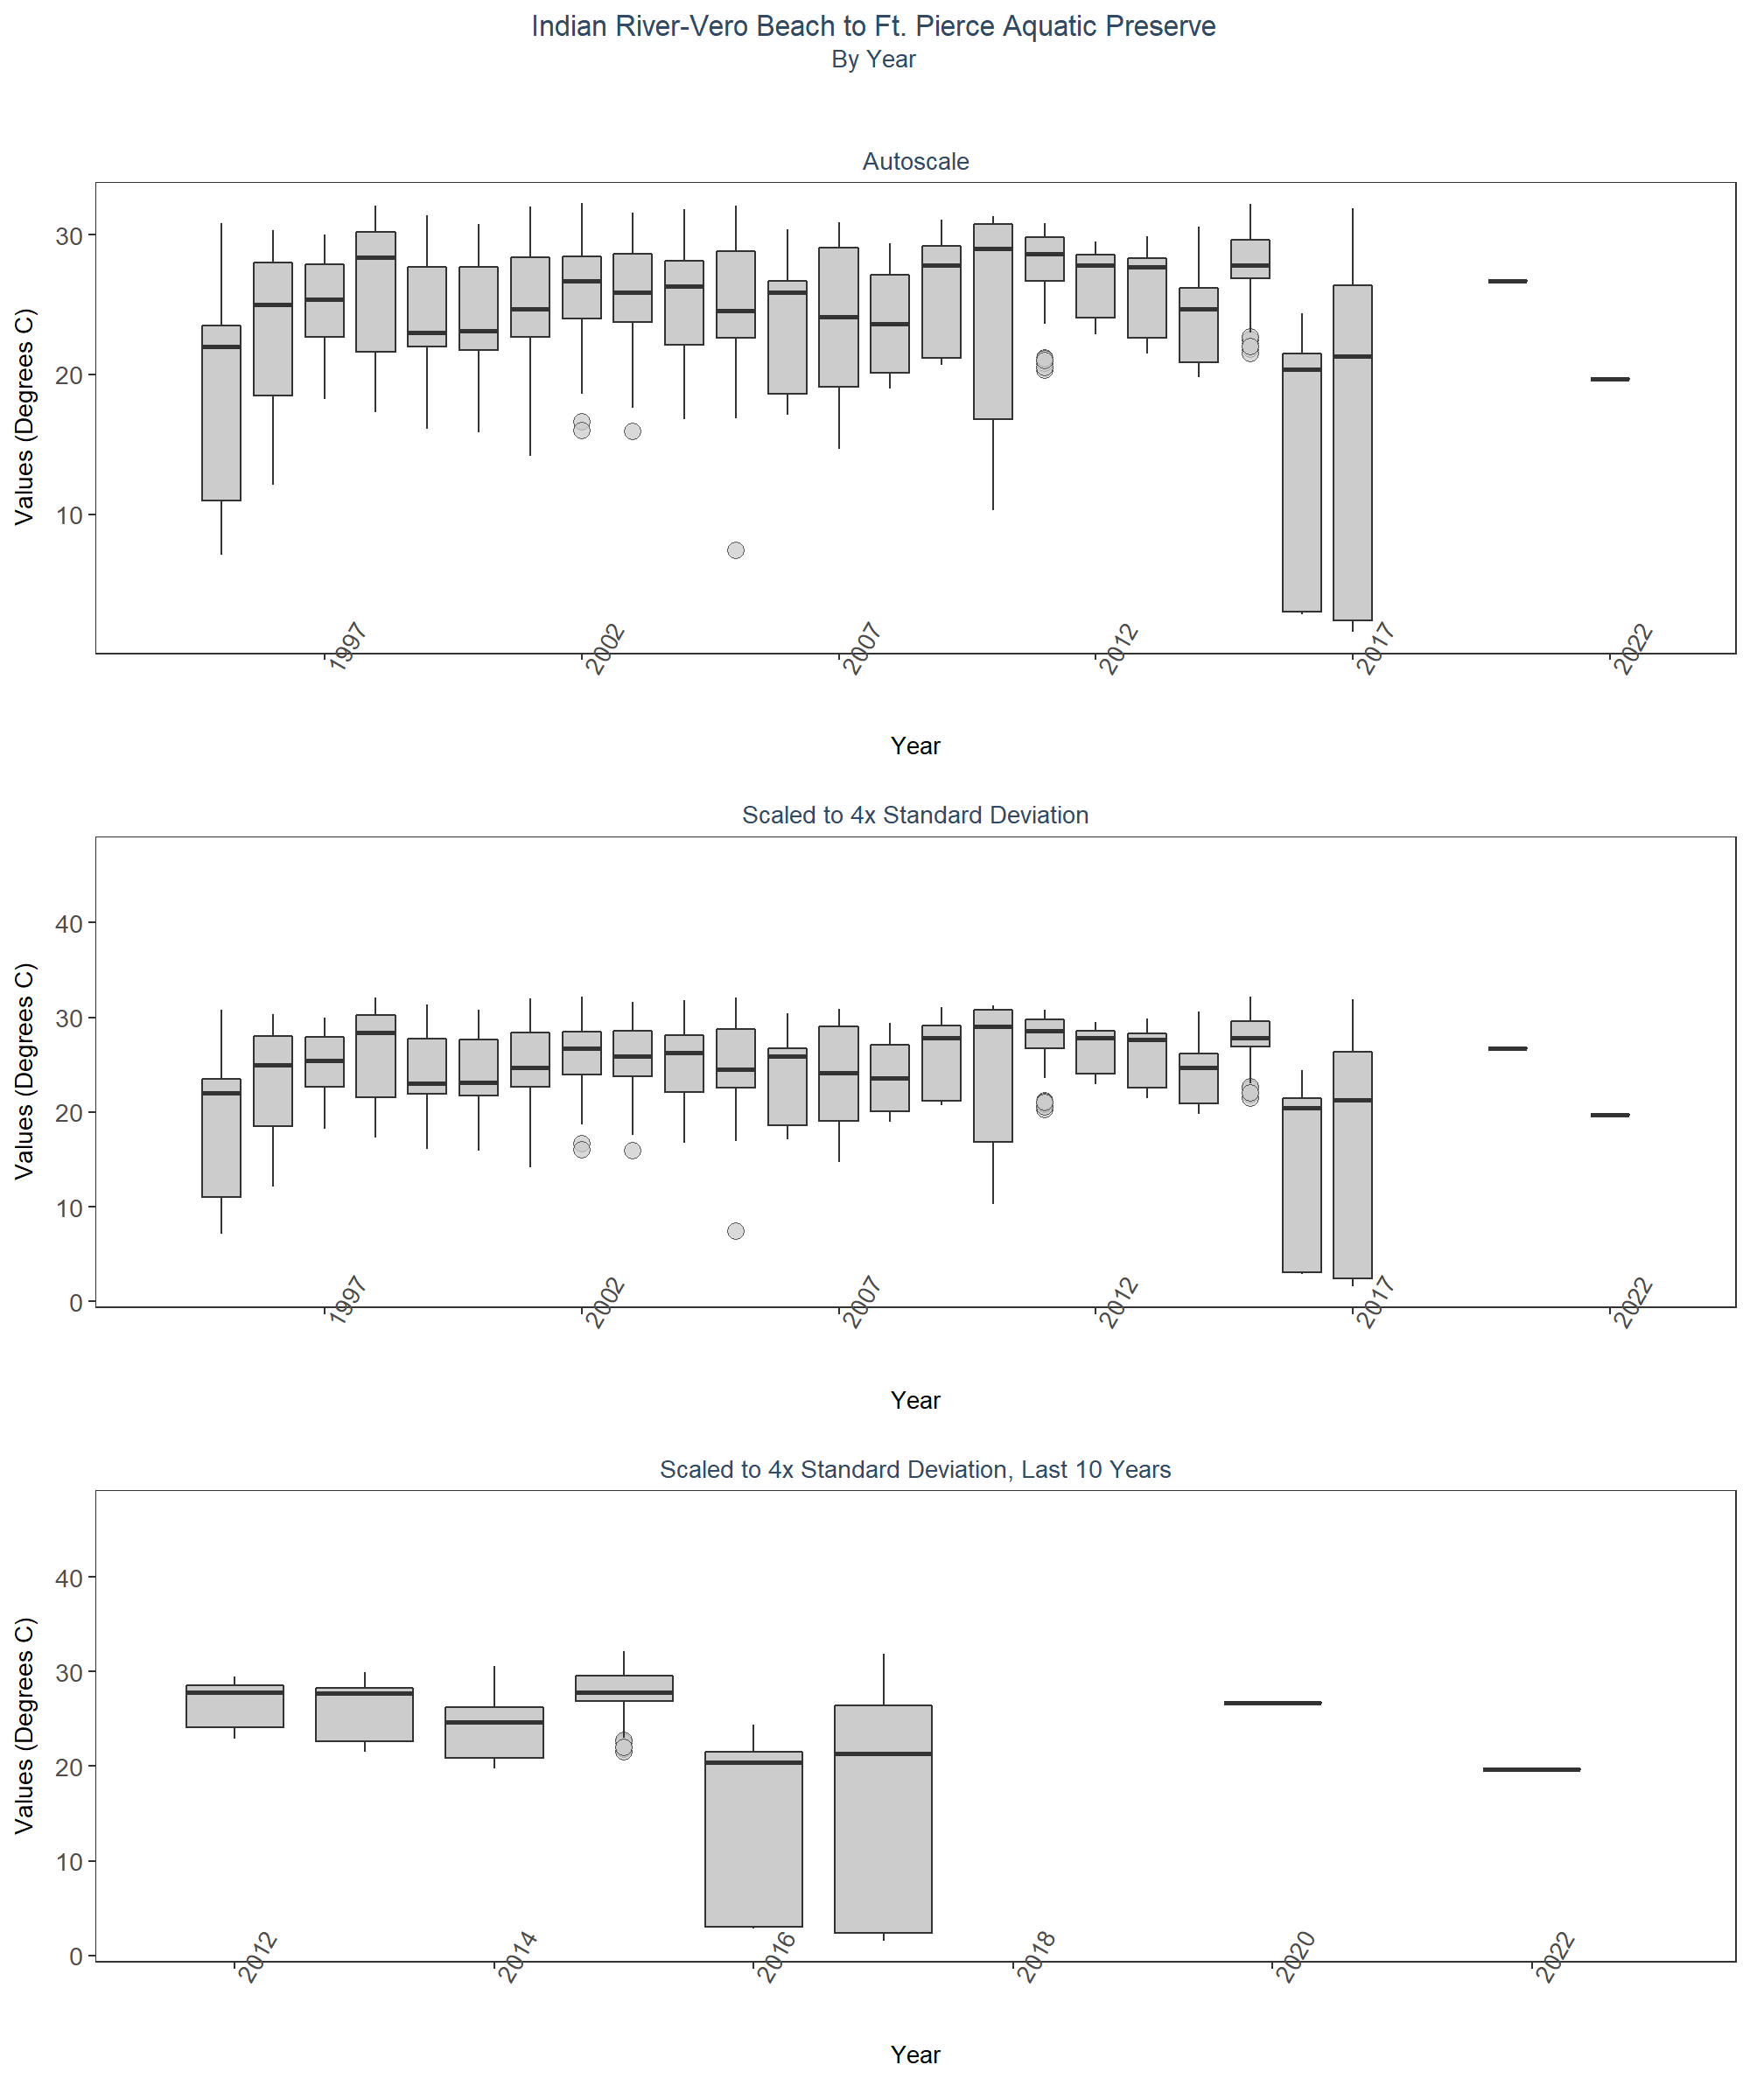 Indian River-Vero Beach to Ft. Pierce Aquatic Preserve
By Year
Autoscale
Values (Degrees C)
30
20
10
1997
2002
2007
2012
2017
2022
Year
Scaled to 4x Standard Deviation
Values (Degrees C)
40
30
20
10
0
1997
2002
2007
2012
2017
2022
Year
Scaled to 4x Standard Deviation, Last 10 Years
Values (Degrees C)
40
30
20
10
0
2012
2014
2016
2018
2020
2022
Year